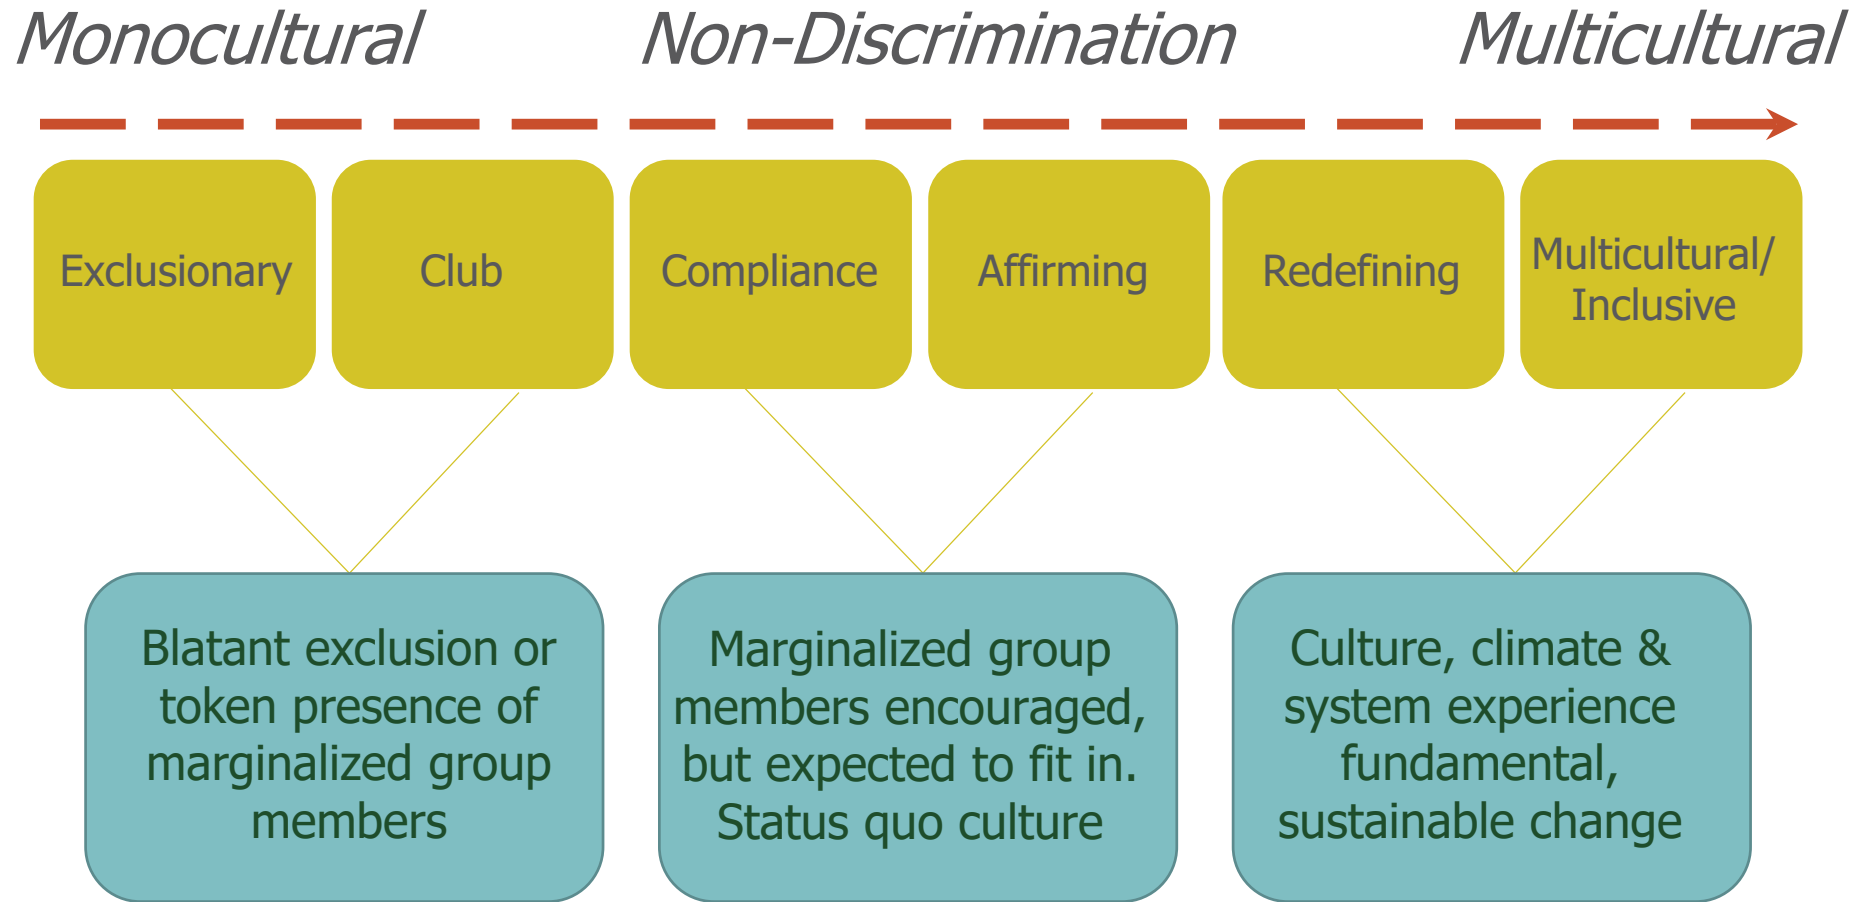 Monocultural
Non-Discrimination
Multicultural
Exclusionary
Club
Compliance
Affirming
Redefining
Multicultural/
Inclusive
Blatant exclusion or
token presence of
marginalized group
members
Marginalized group
members encouraged,
but expected to fit in.
Status quo culture
Culture, climate &
system experience
fundamental,
sustainable change